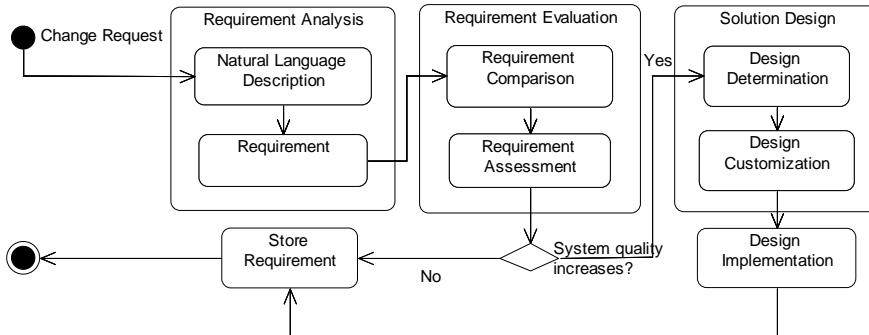 Requirement Analysis
Requirement Evaluation
Solution Design
Change Request
Natural Language
Description
Requirement
Requirement
Comparison
Requirement
Assessment
Yes
Design
Determination
Design
Customization
Store
Requirement
No
System quality
increases?
Design
Implementation